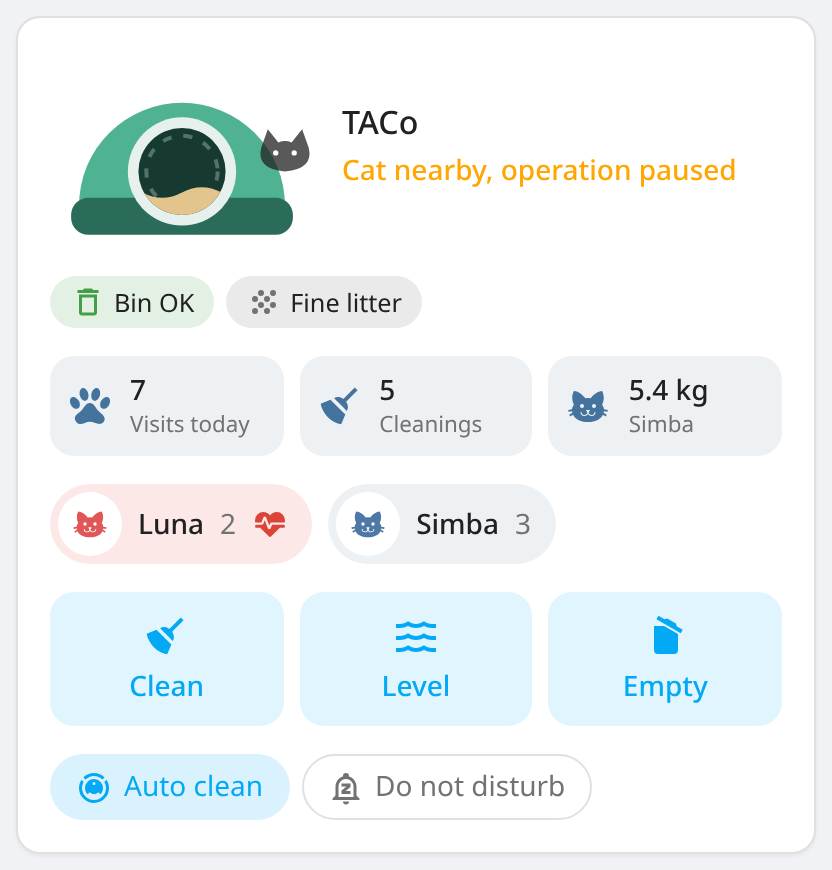 TACo
Cat nearby, operation paused
Bin OK
Fine litter
7
Visits today
5
Cleanings
5.4 kg
Simba
Luna 2
Simba 3
Clean
Level
Empty
Auto clean
Do not disturb